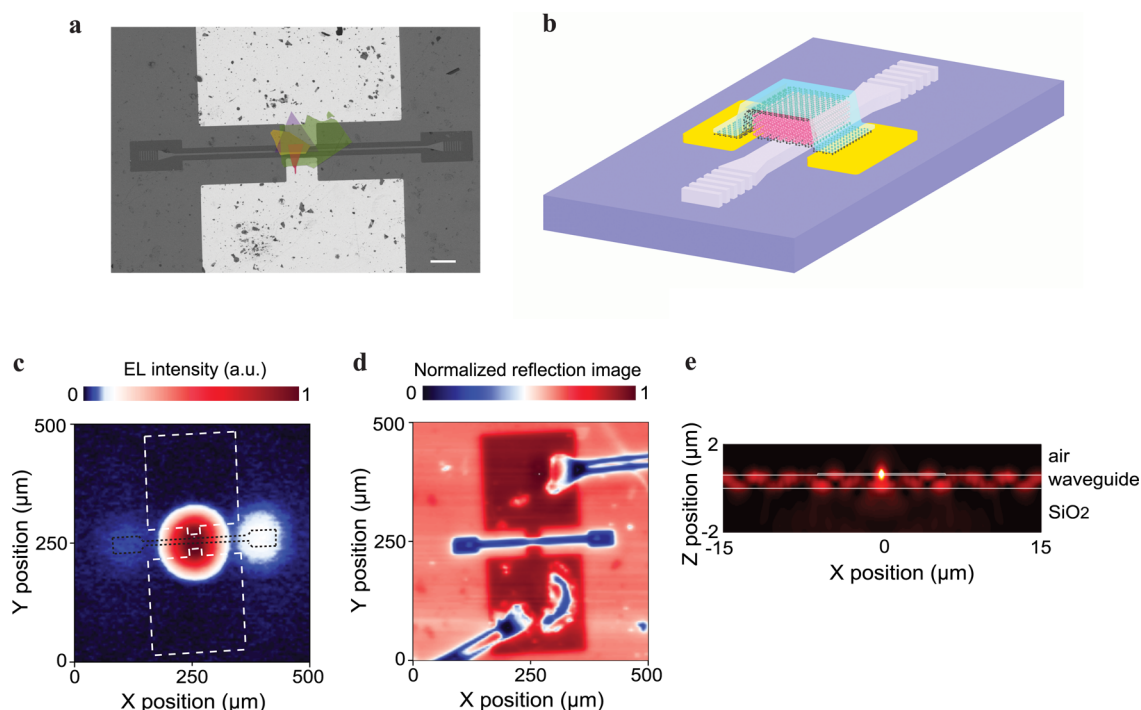 a
b
c
EL intensity (a.u.)
0
1
500
250
0
0
250
500
Y position (µm)
X position (µm)
d
Normalized reflection image
0
1
500
250
0
0
250
500
Y position (µm)
X position (µm)
e
2
-2
-15
0
15
Z position (µm)
X position (µm)
air
waveguide
SiO2